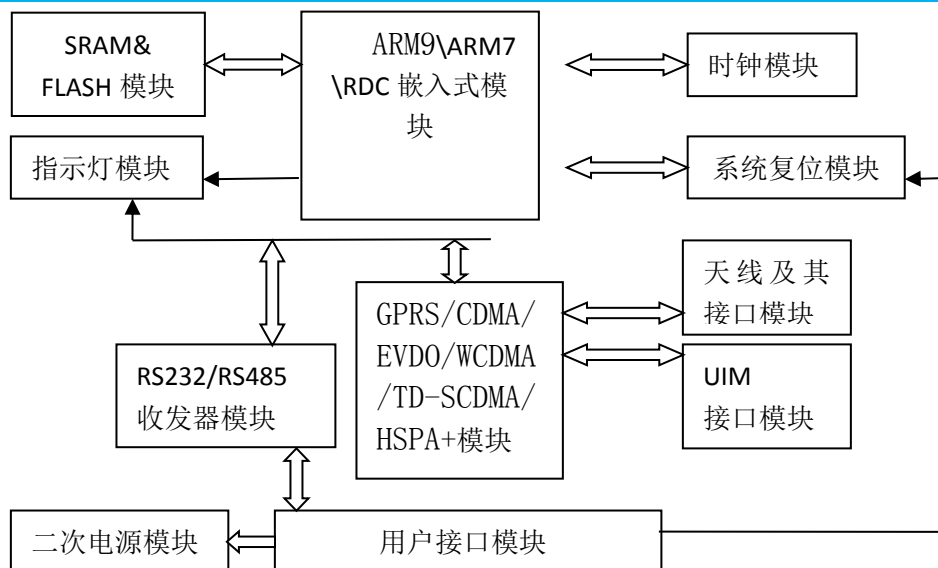 SRAM&
FLASH 模块
ARM9\ARM7
\RDC 嵌入式模
块
时钟模块
指示灯模块
系统复位模块
天线及其
接口模块
GPRS/CDMA/
EVDO/WCDMA
/TD-SCDMA/
HSPA+模块
RS232/RS485
收发器模块
UIM
接口模块
二次电源模块
用户接口模块